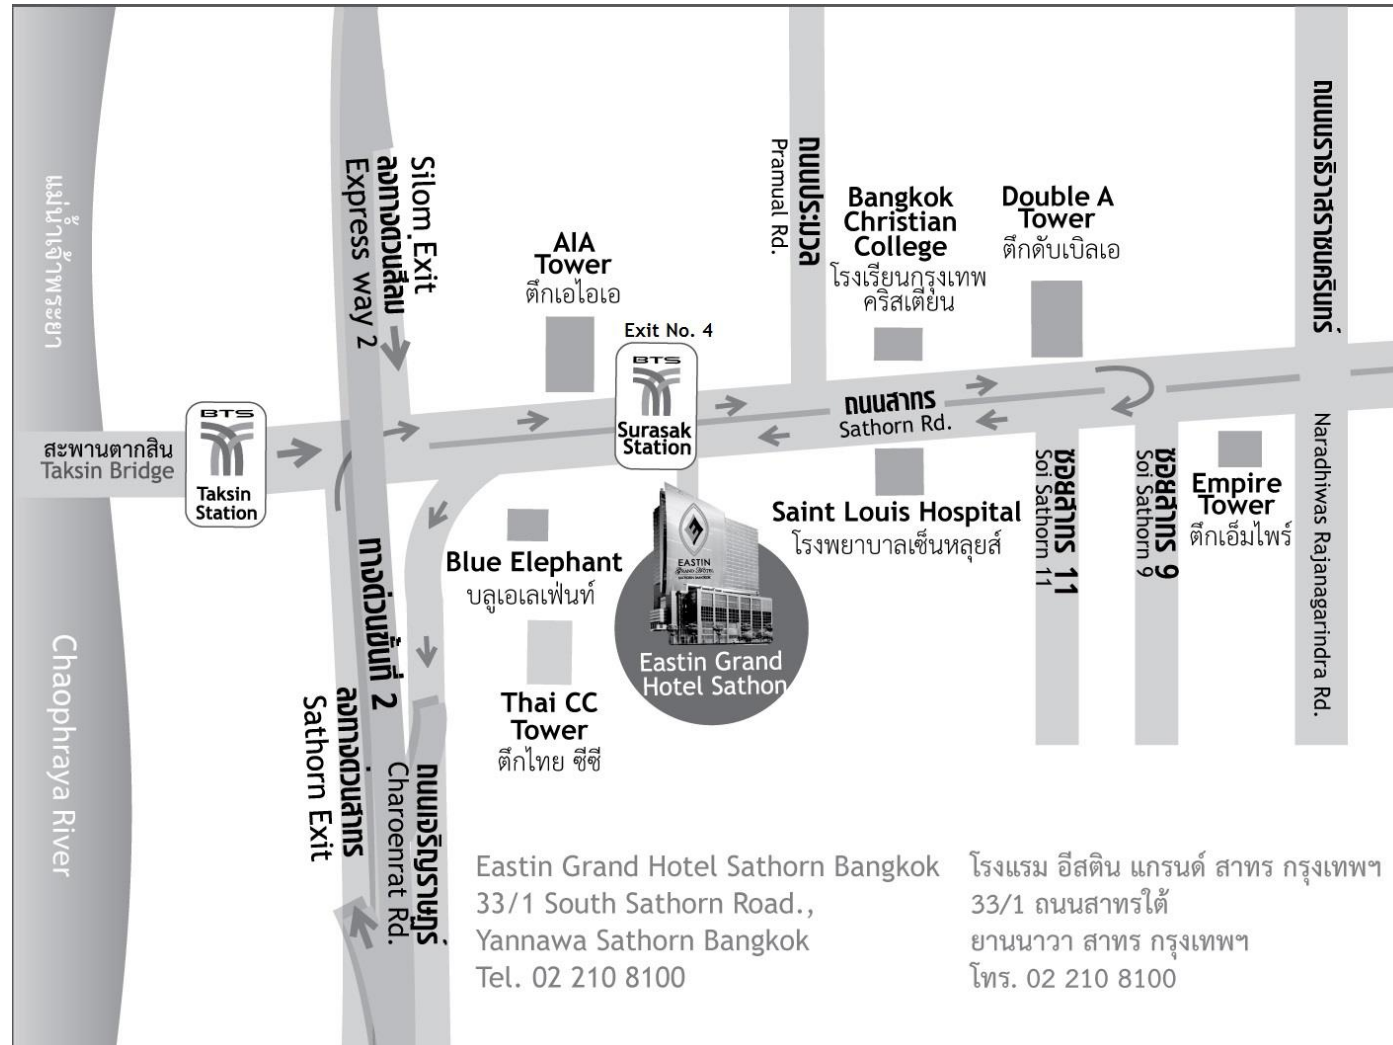 แม่น้ำเจ้าพระยา
Chaophraya River
สะพานตากสิน
Taksin Bridge
BTS
Taksin
Station
Express way 2
ลงทางด่วนสีลม
Silom Exit
AIA
Tower
ตึกเอไอเอ
Exit No. 4
BTS
Surasak
Station
Pramual Rd.
ถนนประมวล
Bangkok
Christian
College
โรงเรียนกรุงเทพ
คริสเตียน
Double A
Tower
ตึกดับเบิลเอ
ถนนนราธิวาสราชนครินทร์
Naradhiwas Rajanagarindra Rd.
ถนนสาทร
Sathorn Rd.
Blue Elephant
บลูเอเลเฟ่นท์
EASTIN
Eastin Grand
Hotel Sathon
Saint Louis Hospital
โรงพยาบาลเซ็นหลุยส์
ซอยสาทร 11
Soi Sathorn 11
ซอยสาทร 9
Soi Sathorn 9
Empire
Tower
ตึกเอ็มไพร์
ทางด่วนขั้นที่ 2
Thai CC
Tower
ตึกไทย ซีซี
ลงทางด่วนสาทร
Sathorn Exit
ถนนเจริญราษฎร์
Charoenrat Rd.
Eastin Grand Hotel Sathorn Bangkok
33/1 South Sathorn Road.,
Yannawa Sathorn Bangkok
Tel. 02 210 8100
โรงแรม อีสติน แกรนด์ สาทร กรุงเทพฯ
33/1 ถนนสาทรใต้
ยานนาวา สาทร กรุงเทพฯ
โทร. 02 210 8100